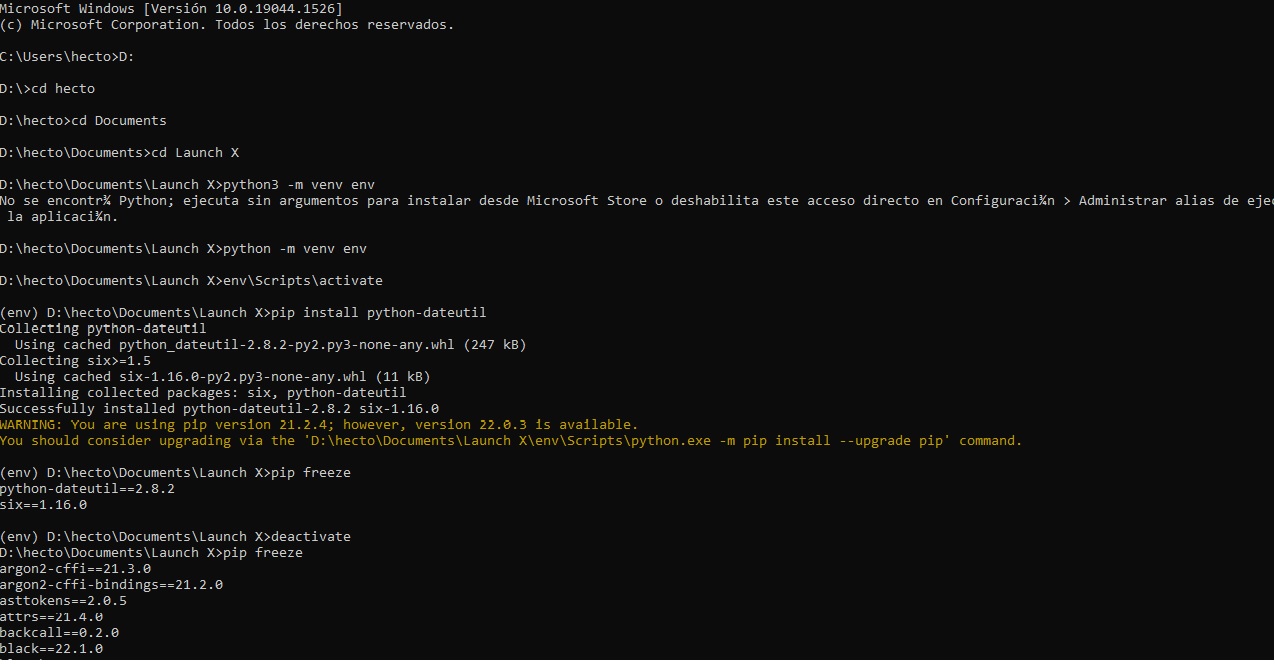 Microsoft Windows [Versión 10.0.19044.1526]
(c) Microsoft Corporation. Todos los derechos reservados.
C:\Users\hecto>D:
D:\>cd hecto
D:\hecto>cd Documents
D:\hecto\Documents>cd Launch X
D:\hecto\Documents\Launch X>python3 -m venv env
No se encontr¾ Python; ejecuta sin argumentos para instalar desde Microsoft Store o deshabilita este acceso directo en Configuraci¾n > Administrar alias de ejec
la aplicaci¾n.
D:\hecto\Documents\Launch X>python -m venv env
D:\hecto\Documents\Launch X>env\Scripts\activate
(env) D:\hecto\Documents\Launch X>pip install python-dateutil
Collecting python-dateutil
Using cached python_dateutil-2.8.2-py2.py3-none-any.whl (247 kB)
Collecting six>=1.5
Using cached six-1.16.0-py2.py3-none-any.whl (11 kB)
Installing collected packages: six, python-dateutil
Successfully installed python-dateutil-2.8.2 six-1.16.0
WARNING: You are using pip version 21.2.4; however, version 22.0.3 is available.
You should consider upgrading via the 'D:\hecto\Documents\Launch X\env\Scripts\python.exe -m pip install --upgrade pip' command.
(env) D:\hecto\Documents\Launch X>pip freeze
python-dateutil==2.8.2
six==1.16.0
(env) D:\hecto\Documents\Launch X>deactivate
D:\hecto\Documents\Launch X>pip freeze
argon2-cffi==21.3.0
argon2-cffi-bindings==21.2.0
asttokens==2.0.5
attrs==21.4.0
backcall==0.2.0
black==22.1.0